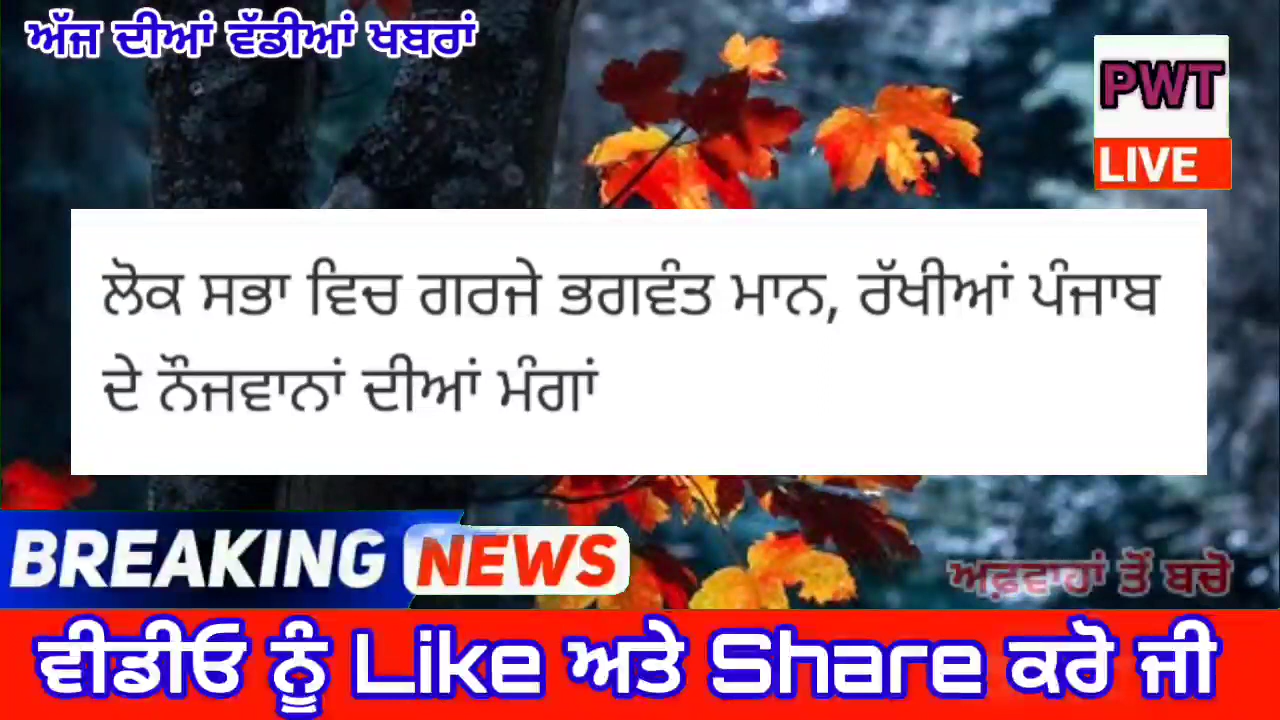 ਅੱਜ ਦੀਆਂ ਵੱਡੀਆਂ ਖਬਰਾਂ
PWT
LIVE
ਲੋਕ ਸਭਾ ਵਿਚ ਗਰਜੇ ਭਗਵੰਤ ਮਾਨ, ਰੱਖੀਆਂ ਪੰਜਾਬ
ਦੇ ਨੌਜਵਾਨਾਂ ਦੀਆਂ ਮੰਗਾਂ
BREAKING NEWS
ਅਫ਼ਵਾਹਾਂ ਤੋਂ ਬਚੋ
ਵੀਡੀਓ ਨੂੰ Like ਅਤੇ Share ਕਰੋ ਜੀ